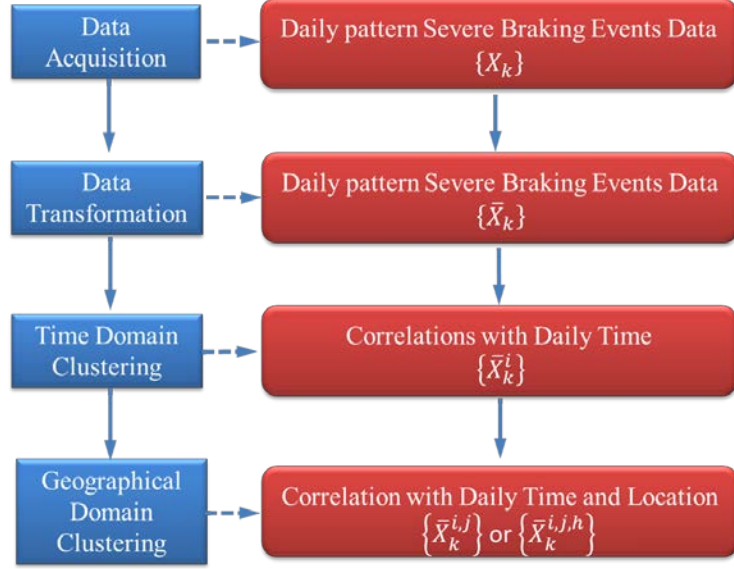 Data
Acquisition
Daily pattern Severe Braking Events Data
{X_k}
Data
Transformation
Daily pattern Severe Braking Events Data
{X̄_k}
Time Domain
Clustering
Correlations with Daily Time
{X̄_k^i}
Geographical
Domain
Clustering
Correlation with Daily Time and Location
{X̄_k^{i,j}} or {X̄_k^{i,j,h}}